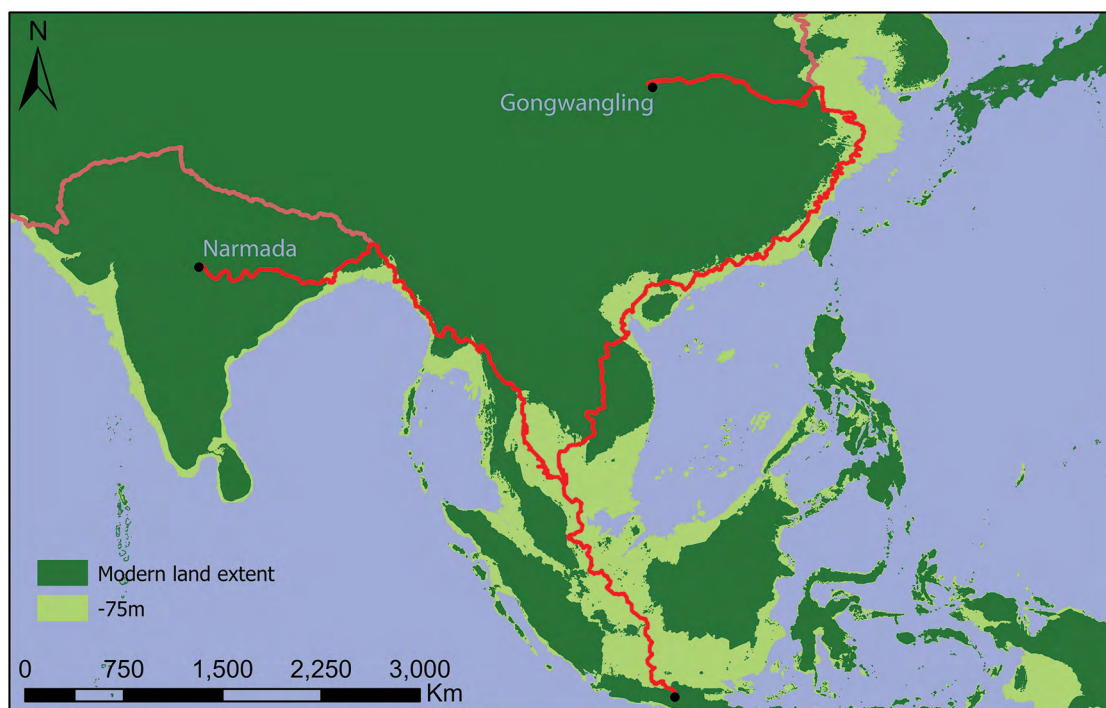 N
Gongwangling
Narmada
Modern land extent
-75m
0 750 1,500 2,250 3,000
Km